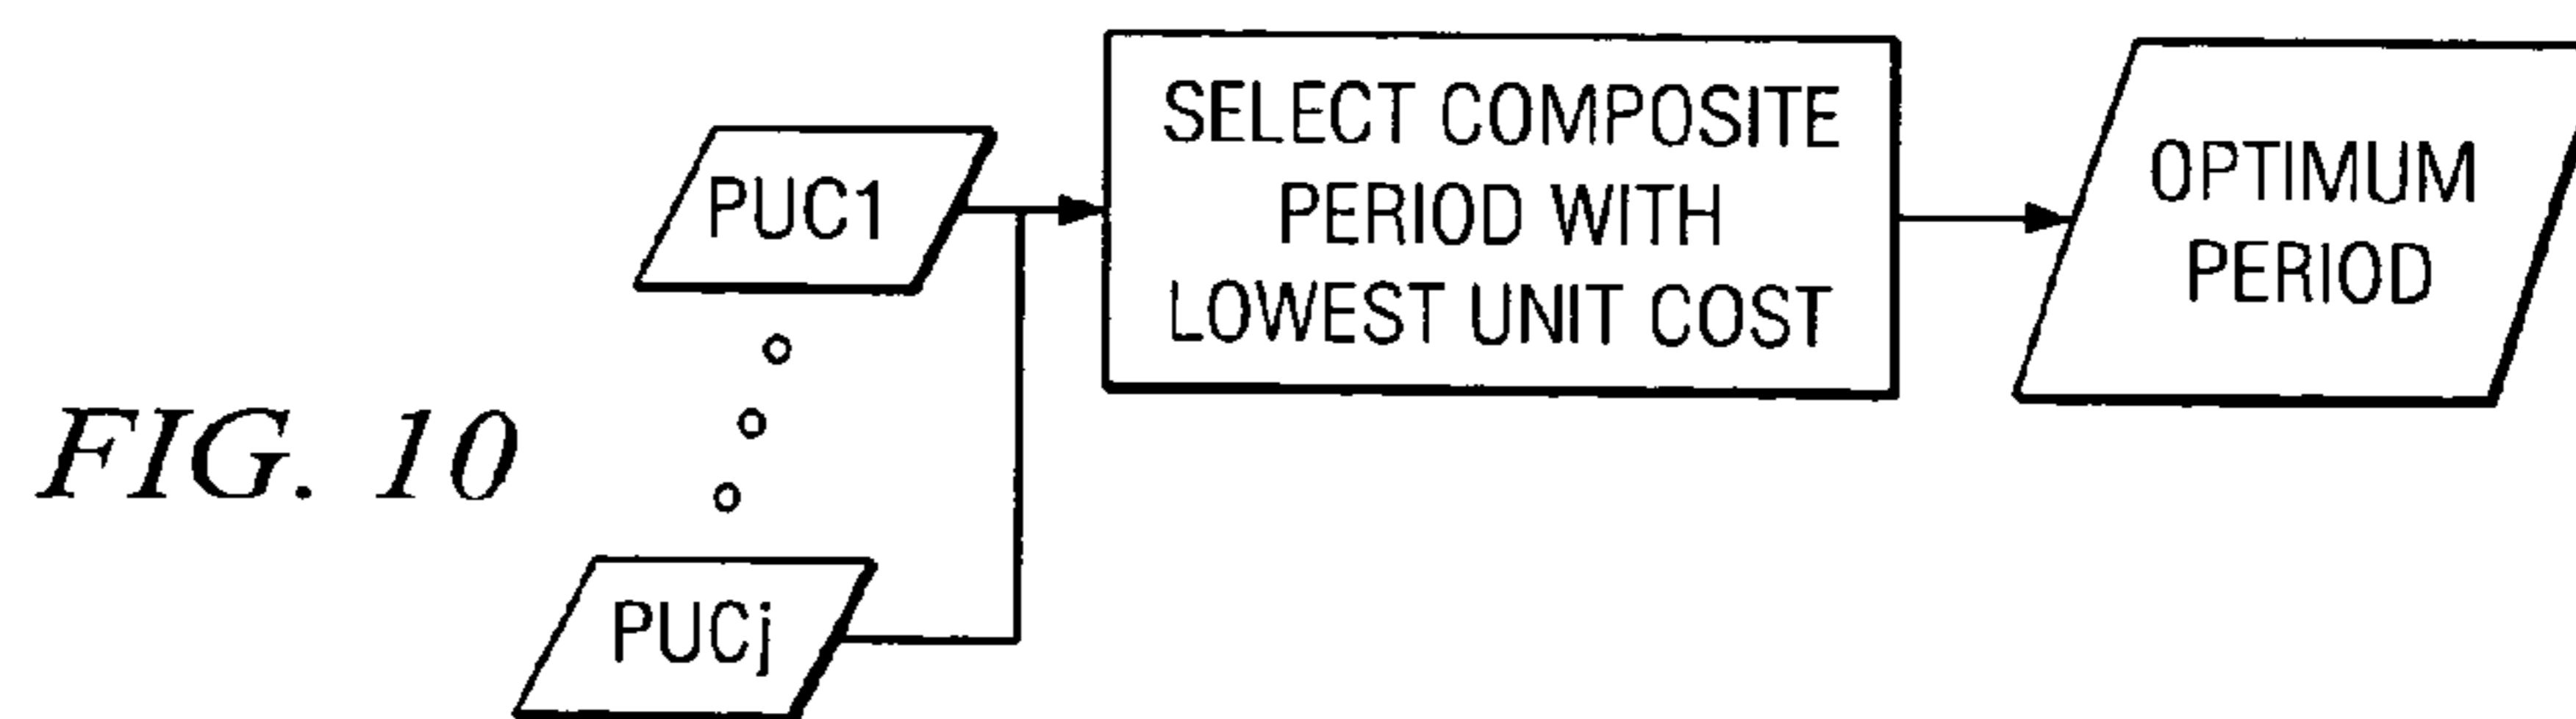 PUC1
SELECT COMPOSITE
PERIOD WITH
LOWEST UNIT COST
OPTIMUM
PERIOD
FIG. 10
PUCj